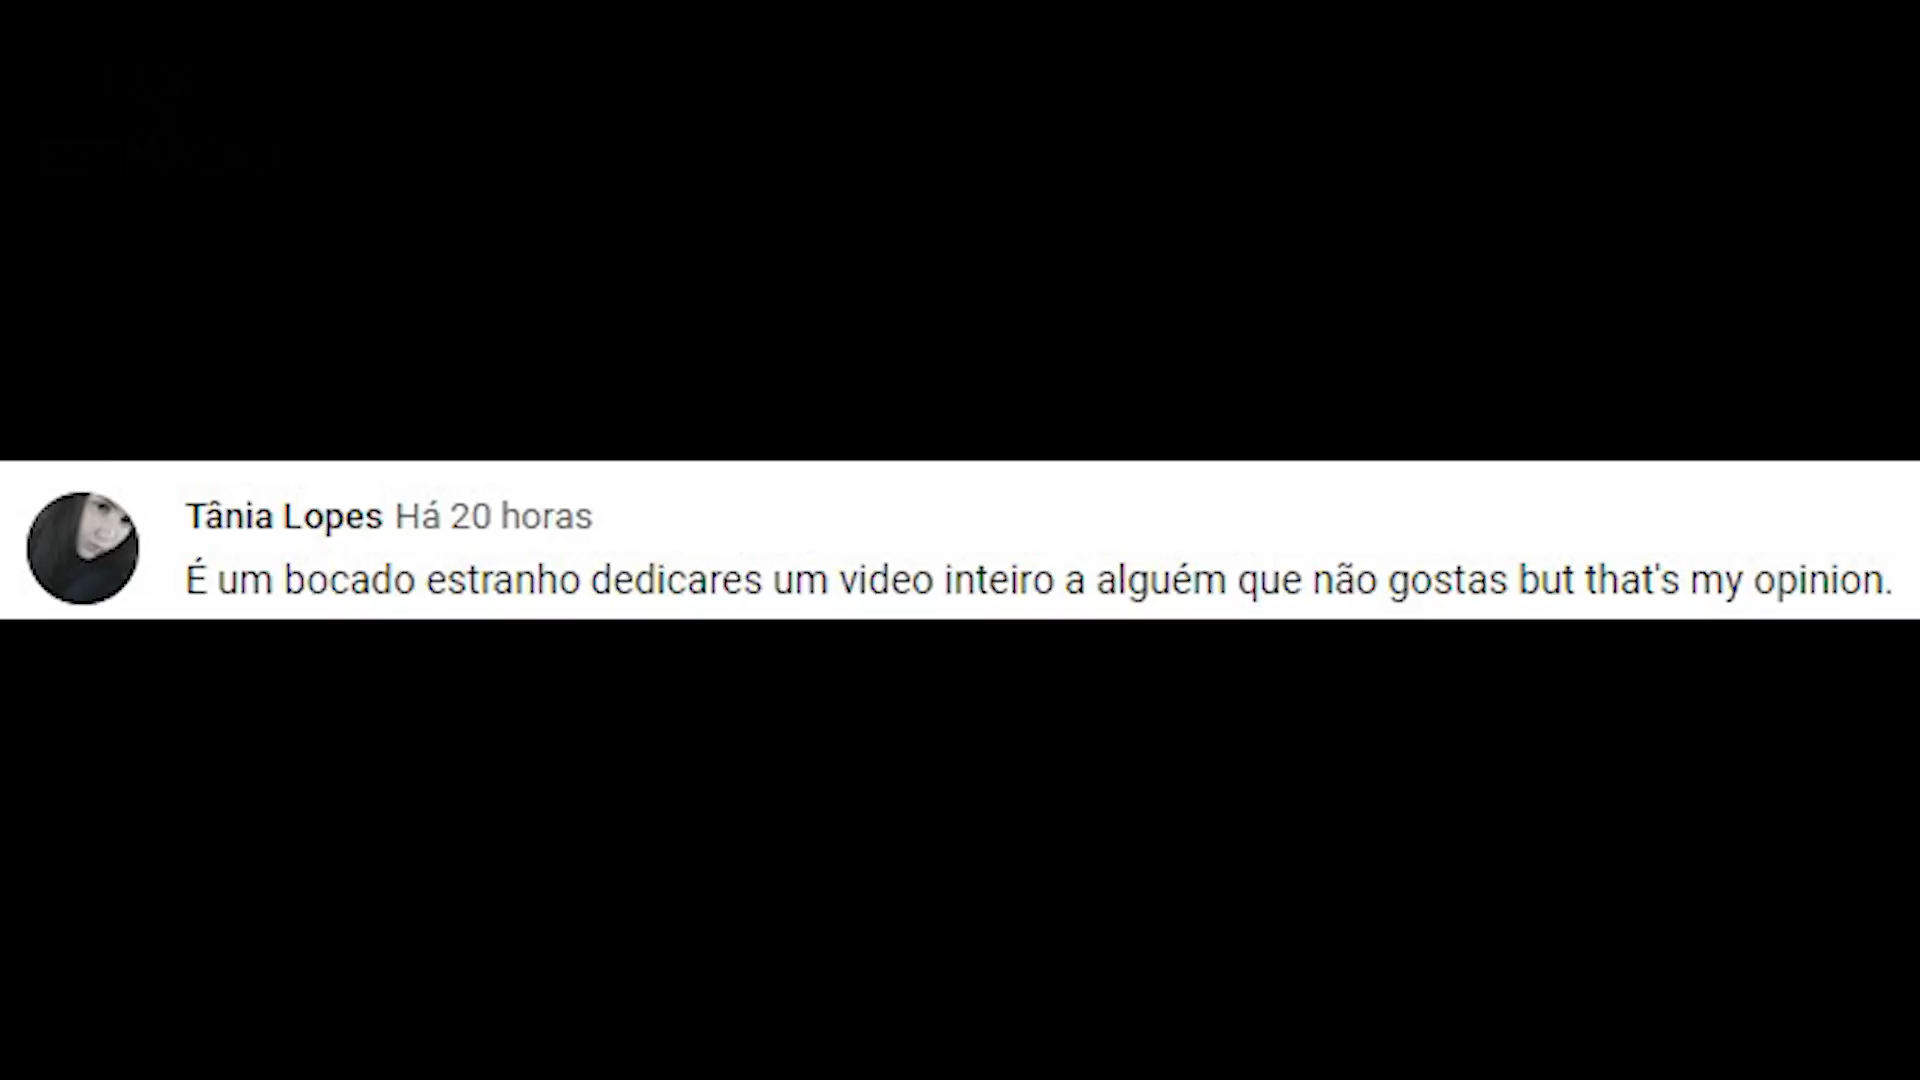 Tânia Lopes Há 20 horas
É um bocado estranho dedicares um video inteiro a alguém que não gostas but that's my opinion.